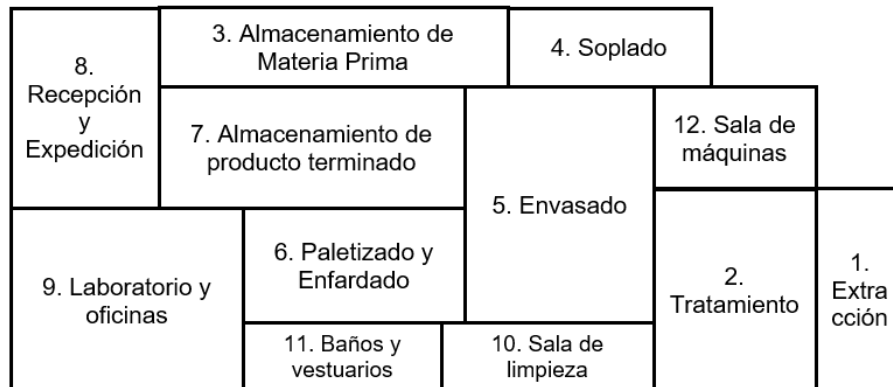 8.
Recepción
y
Expedición
3. Almacenamiento de
Materia Prima
4. Soplado
7. Almacenamiento de
producto terminado
5. Envasado
12. Sala de
máquinas
9. Laboratorio y
oficinas
6. Paletizado y
Enfardado
2.
Tratamiento
1.
Extra
cción
11. Baños y
vestuarios
10. Sala de
limpieza